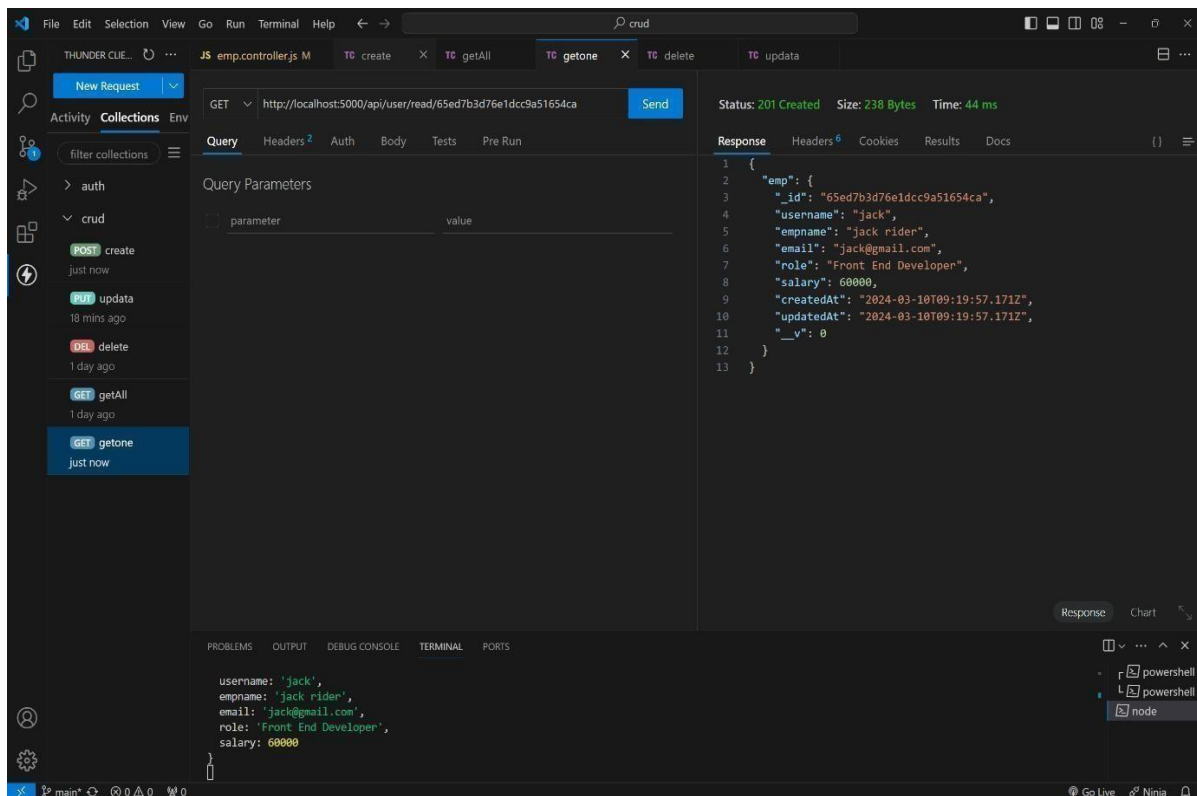 File Edit Selection View Go Run Terminal Help
crud
THUNDER CLIE...
JS emp.controller.js M
TC create
TC getAll
TC getone
TC delete
TC updata
New Request
Activity Collections Env
filter collections
auth
crud
POST create
just now
PUT updata
18 mins ago
DEL delete
1 day ago
GET getAll
1 day ago
GET getone
just now
GET http://localhost:5000/api/user/read/65ed7b3d76e1dcc9a51654ca Send
Query Headers 2 Auth Body Tests Pre Run
Query Parameters
parameter value
Status: 201 Created Size: 238 Bytes Time: 44 ms
Response Headers 6 Cookies Results Docs {}
1 {
2 "emp": {
3 "_id": "65ed7b3d76e1dcc9a51654ca",
4 "username": "jack",
5 "empname": "jack rider",
6 "email": "jack@gmail.com",
7 "role": "Front End Developer",
8 "salary": 60000,
9 "createdAt": "2024-03-10T09:19:57.171Z",
10 "updatedAt": "2024-03-10T09:19:57.171Z",
11 "__v": 0
12 }
13 }
Response Chart
PROBLEMS OUTPUT DEBUG CONSOLE TERMINAL PORTS
username: 'jack',
empname: 'jack rider',
email: 'jack@gmail.com',
role: 'Front End Developer',
salary: 60000
}
powershell
powershell
node
1
main* 0 0 0
Go Live Ninja